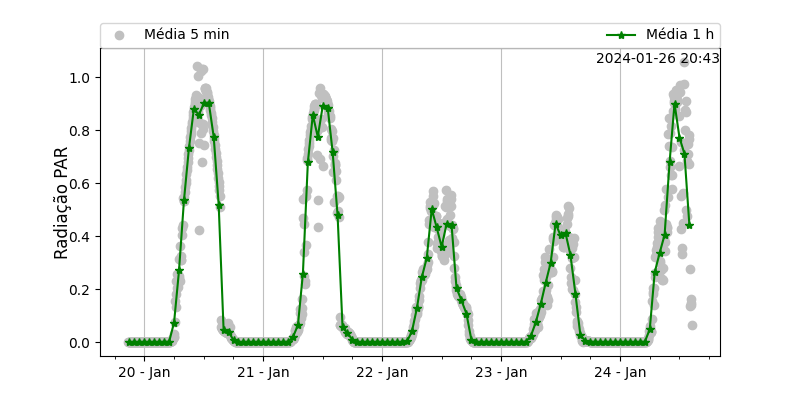 Média 5 min
Média 1 h
2024-01-26 20:43
Radiação PAR
1.0
0.8
0.6
0.4
0.2
0.0
20 - Jan
21 - Jan
22 - Jan
23 - Jan
24 - Jan